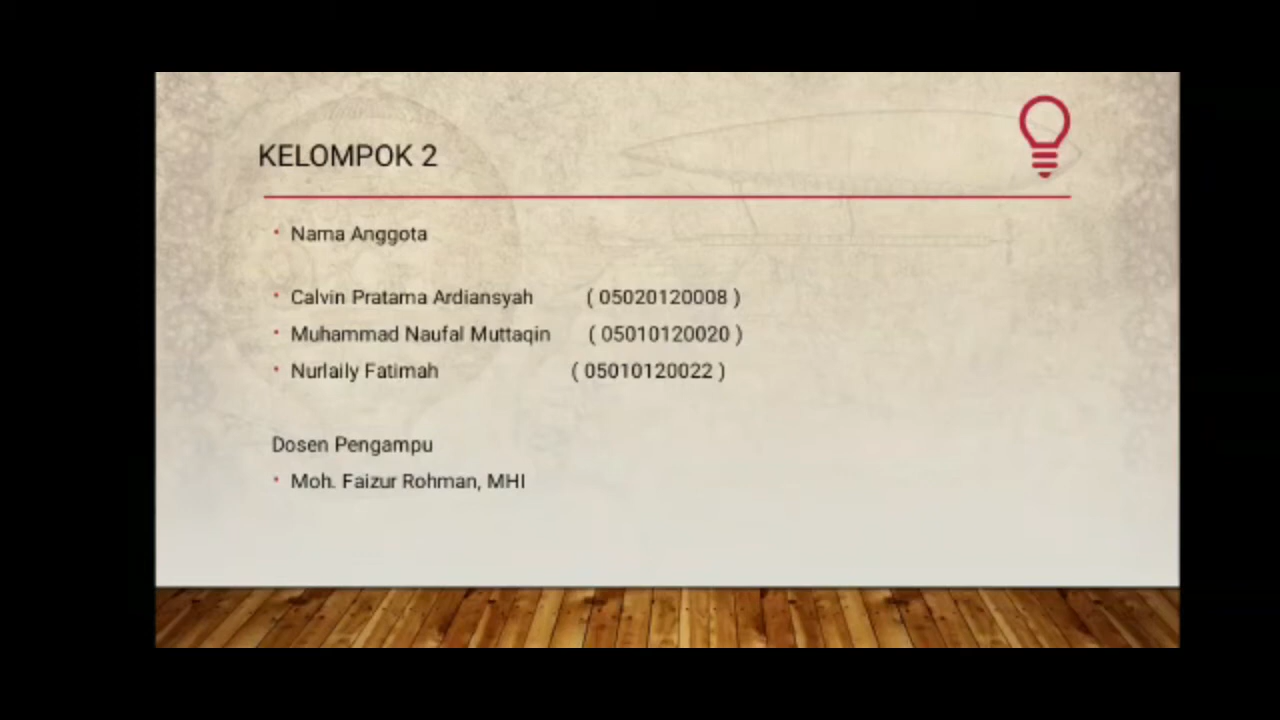 KELOMPOK 2
• Nama Anggota
• Calvin Pratama Ardiansyah ( 05020120008 )
• Muhammad Naufal Muttaqin ( 05010120020 )
• Nurlaily Fatimah ( 05010120022 )
Dosen Pengampu
• Moh. Faizur Rohman, MHI